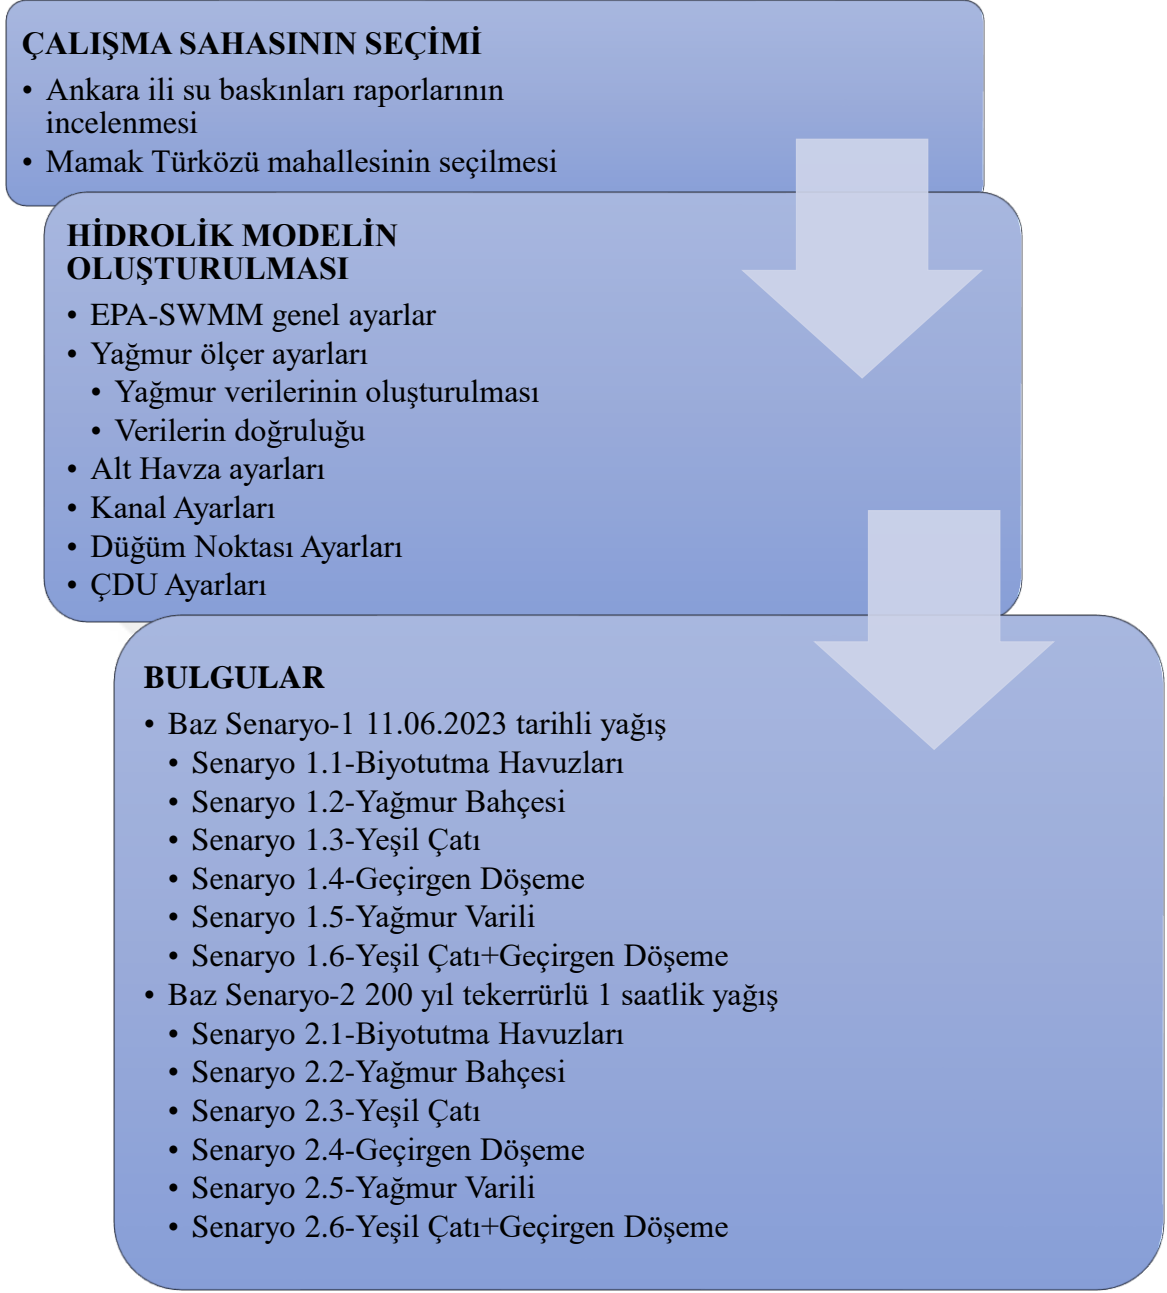 ÇALIŞMA SAHASININ SEÇİMİ
• Ankara ili su baskınları raporlarının
incelenmesi
• Mamak Türközü mahallesinin seçilmesi
HİDROLİK MODELİN
OLUŞTURULMASI
• EPA-SWMM genel ayarlar
• Yağmur ölçer ayarları
• Yağmur verilerinin oluşturulması
• Verilerin doğruluğu
• Alt Havza ayarları
• Kanal Ayarları
• Düğüm Noktası Ayarları
• ÇDU Ayarları
BULGULAR
• Baz Senaryo-1 11.06.2023 tarihli yağış
• Senaryo 1.1-Biyotutma Havuzları
• Senaryo 1.2-Yağmur Bahçesi
• Senaryo 1.3-Yeşil Çatı
• Senaryo 1.4-Geçirgen Döşeme
• Senaryo 1.5-Yağmur Varili
• Senaryo 1.6-Yeşil Çatı+Geçirgen Döşeme
• Baz Senaryo-2 200 yıl tekerrürlü 1 saatlik yağış
• Senaryo 2.1-Biyotutma Havuzları
• Senaryo 2.2-Yağmur Bahçesi
• Senaryo 2.3-Yeşil Çatı
• Senaryo 2.4-Geçirgen Döşeme
• Senaryo 2.5-Yağmur Varili
• Senaryo 2.6-Yeşil Çatı+Geçirgen Döşeme